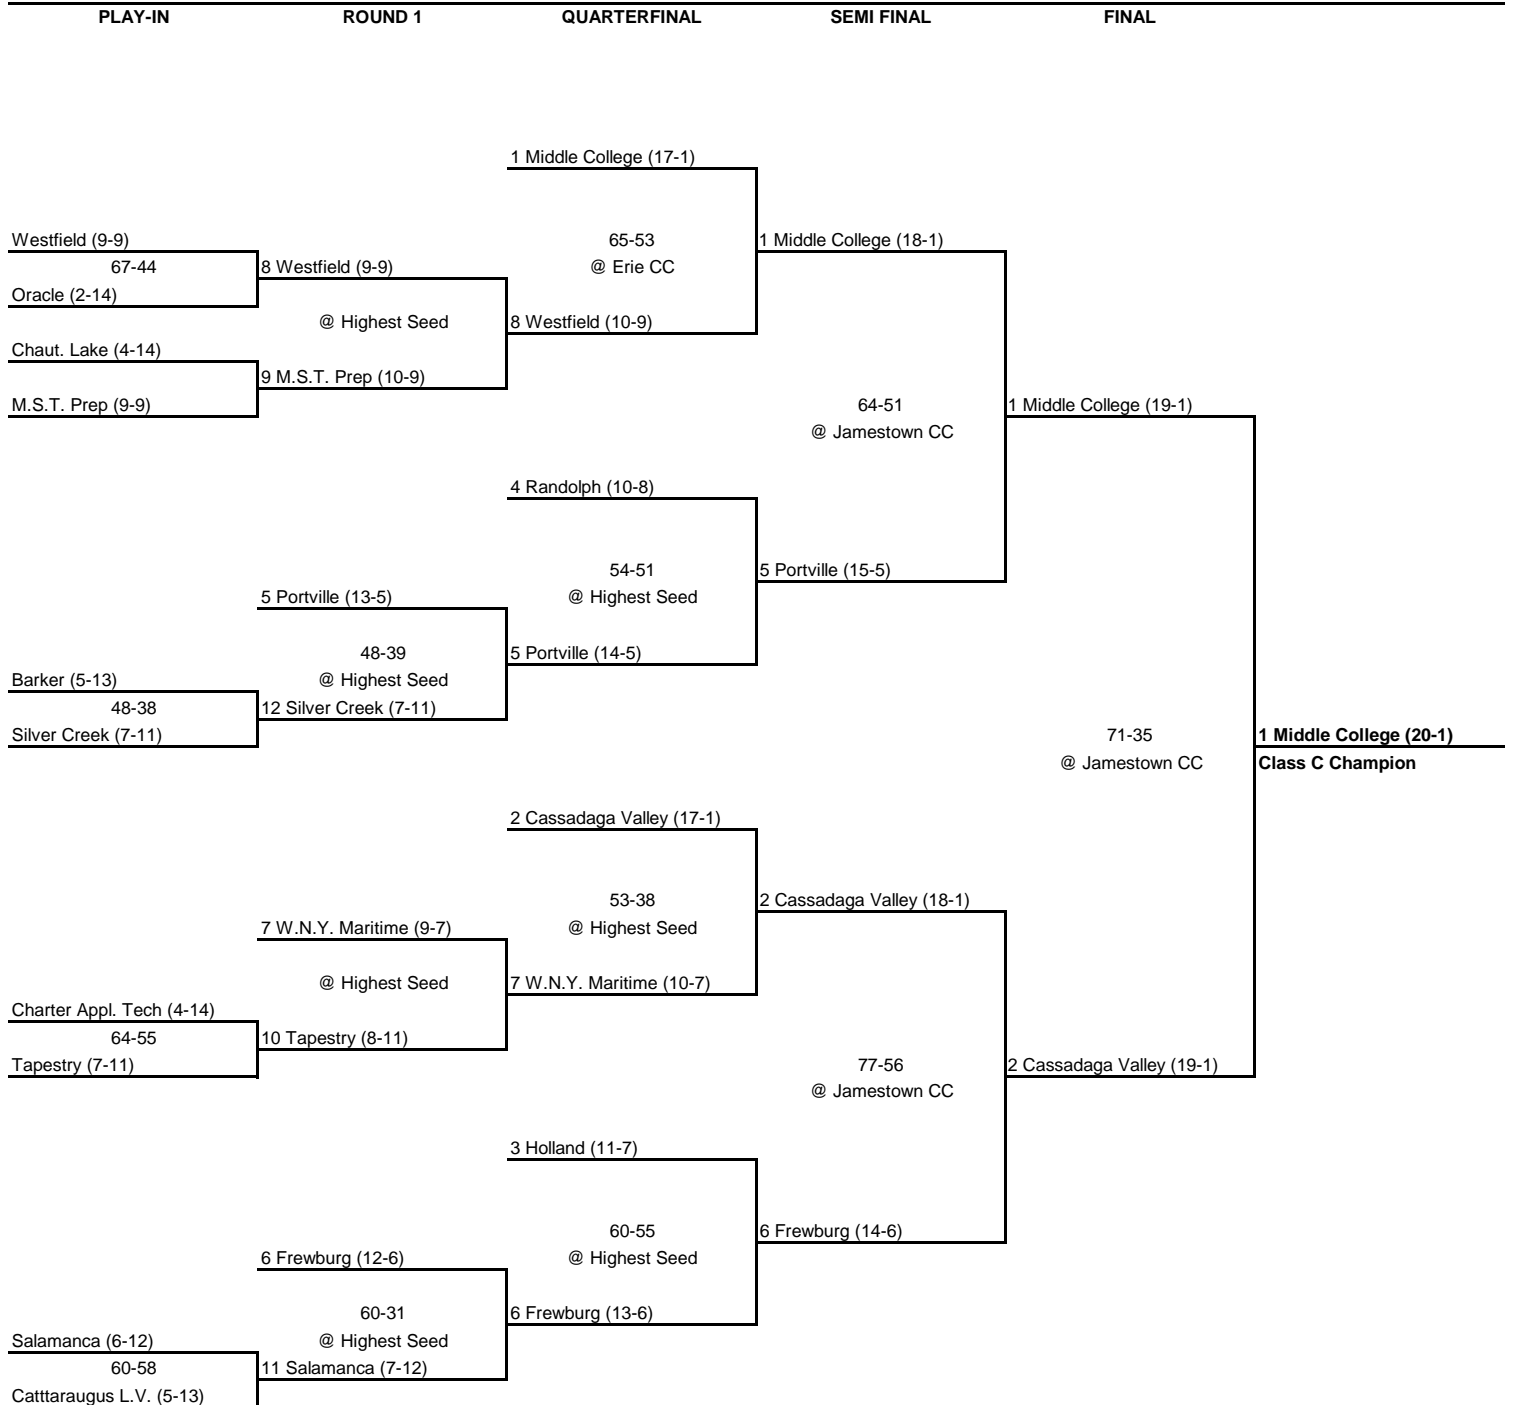 PLAY-IN ROUND 1 QUARTERFINAL SEMI FINAL FINAL
1 Middle College (17-1)
Westfield (9-9) 65-53 1 Middle College (18-1)
67-44 8 Westfield (9-9) @ Erie CC
Oracle (2-14)
@ Highest Seed 8 Westfield (10-9)
Chaut. Lake (4-14)
9 M.S.T. Prep (10-9)
M.S.T. Prep (9-9) 64-51 1 Middle College (19-1)
@ Jamestown CC
4 Randolph (10-8)
54-51 5 Portville (15-5)
5 Portville (13-5) @ Highest Seed
48-39 5 Portville (14-5)
Barker (5-13) @ Highest Seed
48-38 12 Silver Creek (7-11)
Silver Creek (7-11) 71-35 1 Middle College (20-1)
@ Jamestown CC Class C Champion
2 Cassadaga Valley (17-1)
53-38 2 Cassadaga Valley (18-1)
7 W.N.Y. Maritime (9-7) @ Highest Seed
@ Highest Seed 7 W.N.Y. Maritime (10-7)
Charter Appl. Tech (4-14)
64-55 10 Tapestry (8-11)
Tapestry (7-11) 77-56 2 Cassadaga Valley (19-1)
@ Jamestown CC
3 Holland (11-7)
60-55 6 Frewburg (14-6)
6 Frewburg (12-6) @ Highest Seed
60-31 6 Frewburg (13-6)
Salamanca (6-12) @ Highest Seed
60-58 11 Salamanca (7-12)
Catttaraugus L.V. (5-13)